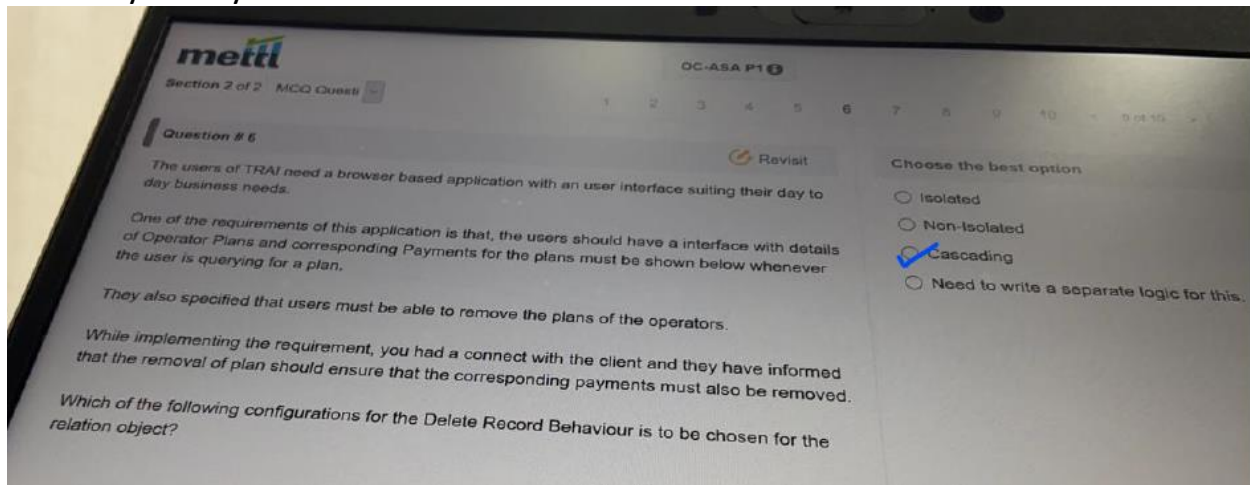 mettl
OC-ASA P1
Section 2 of 2 MCQ Questi
1 2 3 4 5 6 7 8 9 10
Question # 6
Revisit
The users of TRAI need a browser based application with an user interface suiting their day to
day business needs.
One of the requirements of this application is that, the users should have a interface with details
of Operator Plans and corresponding Payments for the plans must be shown below whenever
the user is querying for a plan.
They also specified that users must be able to remove the plans of the operators.
While implementing the requirement, you had a connect with the client and they have informed
that the removal of plan should ensure that the corresponding payments must also be removed.
Which of the following configurations for the Delete Record Behaviour is to be chosen for the
relation object?
Choose the best option
Isolated
Non-Isolated
Cascading
Need to write a separate logic for this.